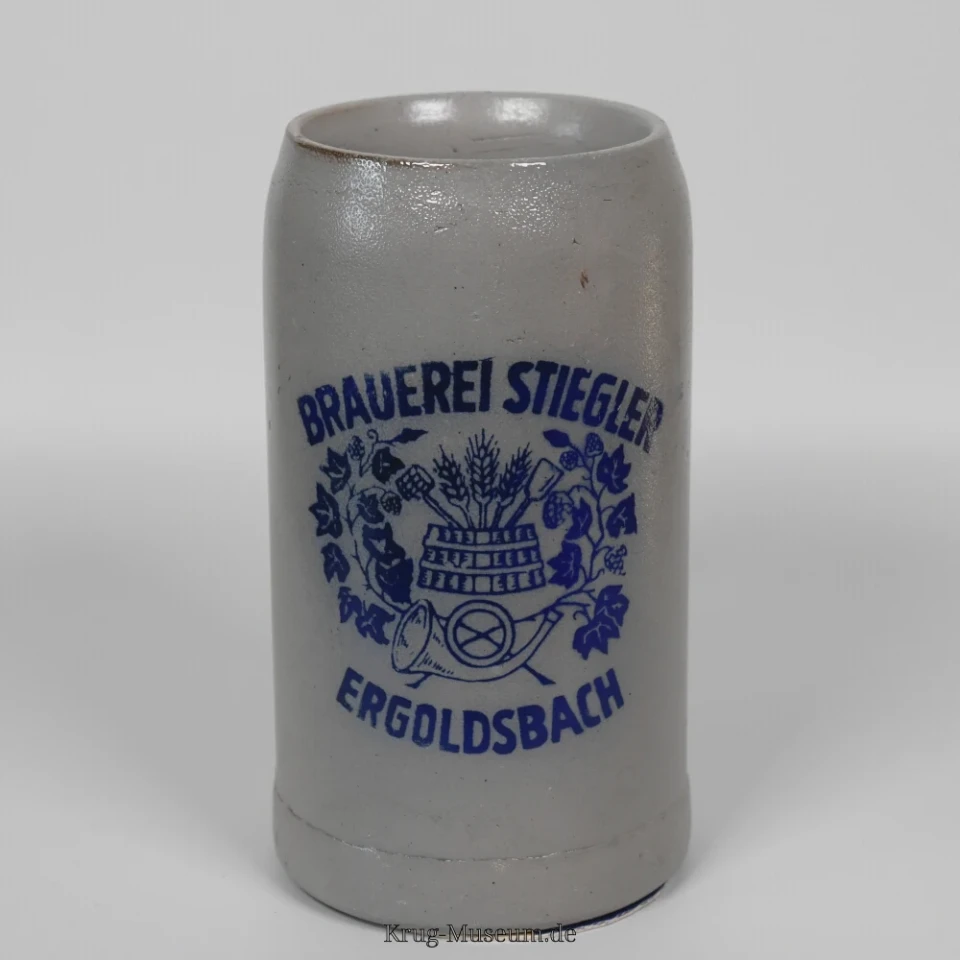 BRAUEREI STIEGLER
ERGOLDSBACH
Krug-Museum.de